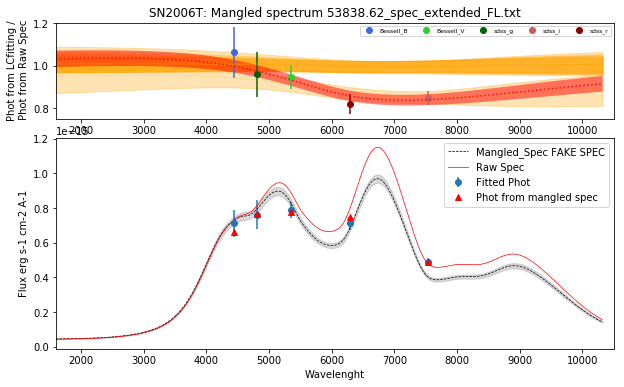 SN2006T: Mangled spectrum 53838.62_spec_extended_FL.txt
Phot from LCfitting /
Phot from Raw Spec
1.2
1.0
0.8
Bessell_B
Bessell_V
sdss_g
sdss_i
sdss_r
2000 3000 4000 5000 6000 7000 8000 9000 10000
Flux erg s-1 cm-2 A-1
1.2
1.0
0.8
0.6
0.4
0.2
0.0
Mangled_Spec FAKE SPEC
Raw Spec
Fitted Phot
Phot from mangled spec
2000 3000 4000 5000 6000 7000 8000 9000 10000
Wavelenght